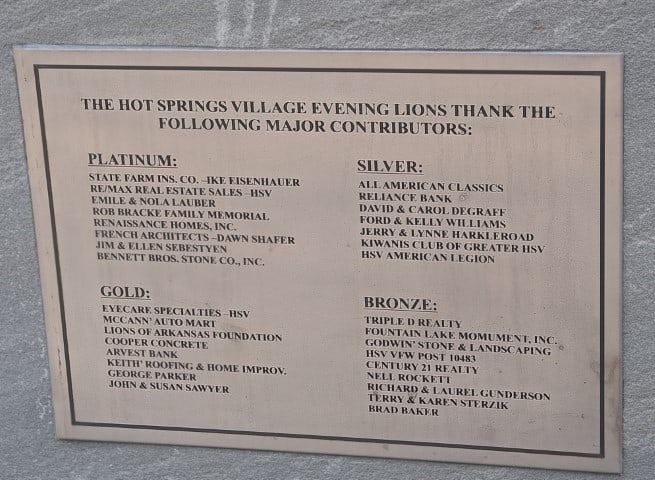 THE HOT SPRINGS VILLAGE EVENING LIONS THANK THE
FOLLOWING MAJOR CONTRIBUTORS:
PLATINUM:
STATE FARM INS. CO. –IKE EISENHAUER
RE/MAX REAL ESTATE SALES –HSV
EMILE & NOLA LAUBER
ROB BRACKE FAMILY MEMORIAL
RENAISSANCE HOMES, INC.
FRENCH ARCHITECTS –DAWN SHAFER
JIM & ELLEN SEBESTYEN
BENNETT BROS. STONE CO., INC.
GOLD:
EYECARE SPECIALTIES –HSV
MCCANN' AUTO MART
LIONS OF ARKANSAS FOUNDATION
COOPER CONCRETE
ARVEST BANK
KEITH' ROOFING & HOME IMPROV.
GEORGE PARKER
JOHN & SUSAN SAWYER
SILVER:
ALL AMERICAN CLASSICS
RELIANCE BANK
DAVID & CAROL DEGRAFF
FORD & KELLY WILLIAMS
JERRY & LYNNE HARKLEROAD
KIWANIS CLUB OF GREATER HSV
HSV AMERICAN LEGION
BRONZE:
TRIPLE D REALTY
FOUNTAIN LAKE MOMUMENT, INC.
GODWIN' STONE & LANDSCAPING
HSV VFW POST 10483
CENTURY 21 REALTY
NELL ROCKETT
RICHARD & LAUREL GUNDERSON
TERRY & KAREN STERZIK
BRAD BAKER